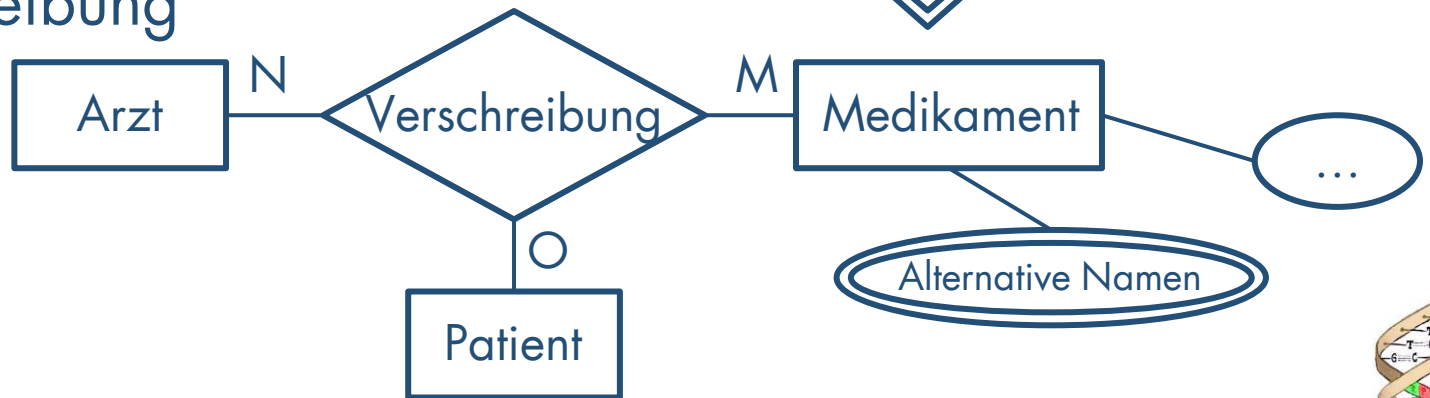 eibung
Arzt
N
Verschreibung
M
Medikament
...
O
Alternative Namen
Patient
T
G
C